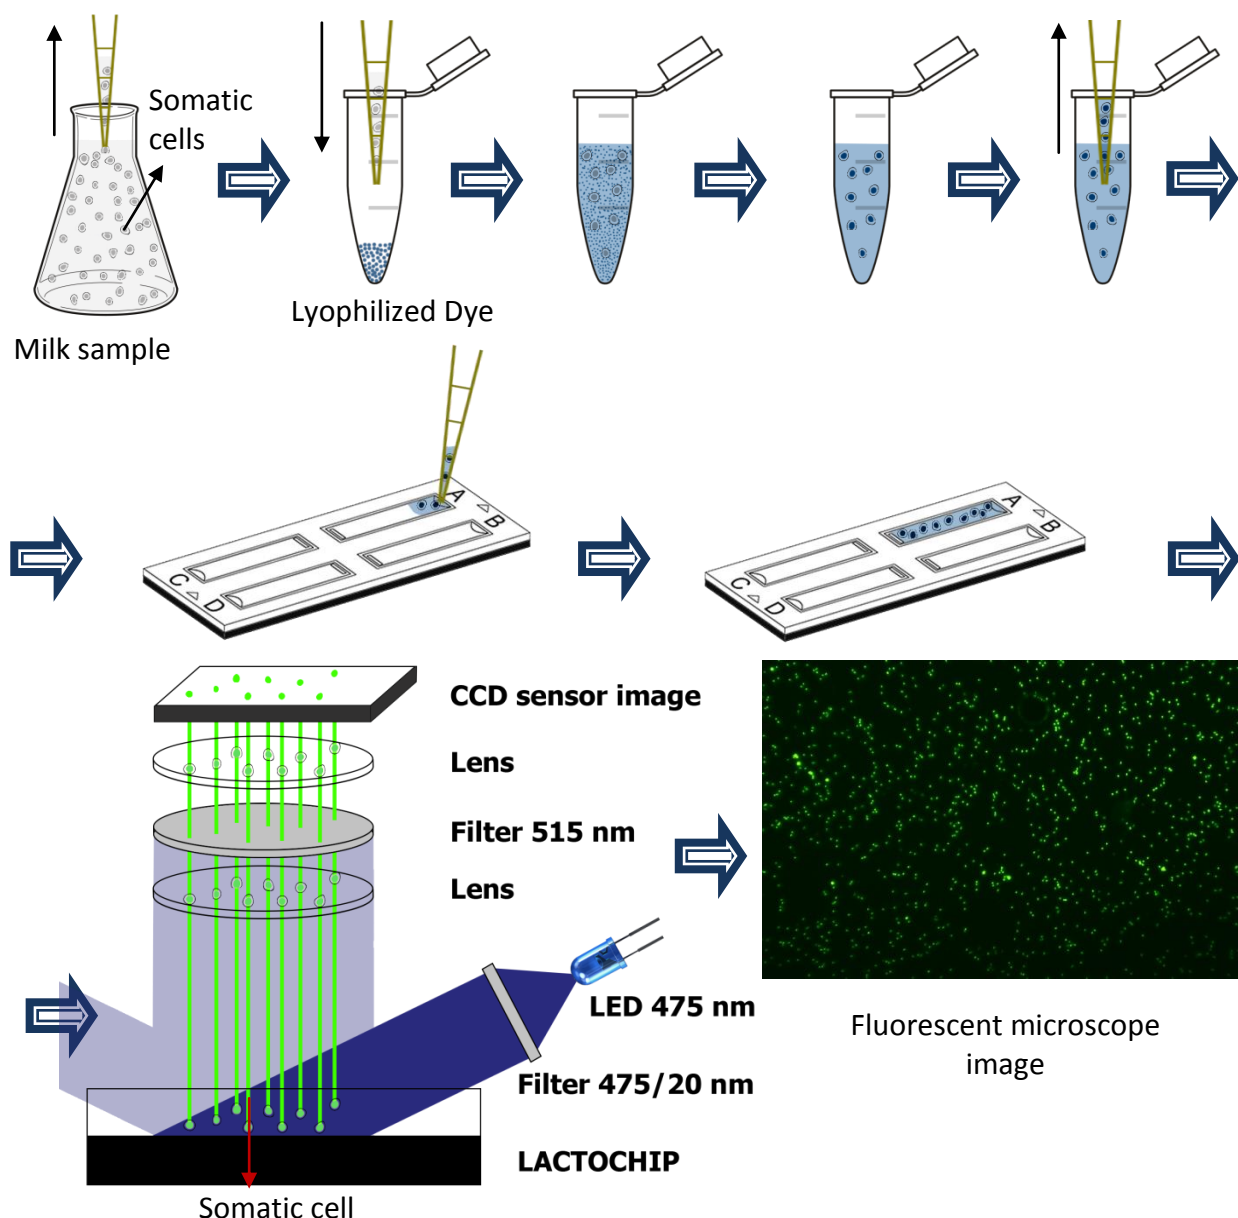 Somatic
cells
Lyophilized Dye
Milk sample
A
B
C
D
A
B
C
D
CCD sensor image
Lens
Filter 515 nm
Lens
LED 475 nm
Filter 475/20 nm
LACTOCHIP
Somatic cell
Fluorescent microscope
image